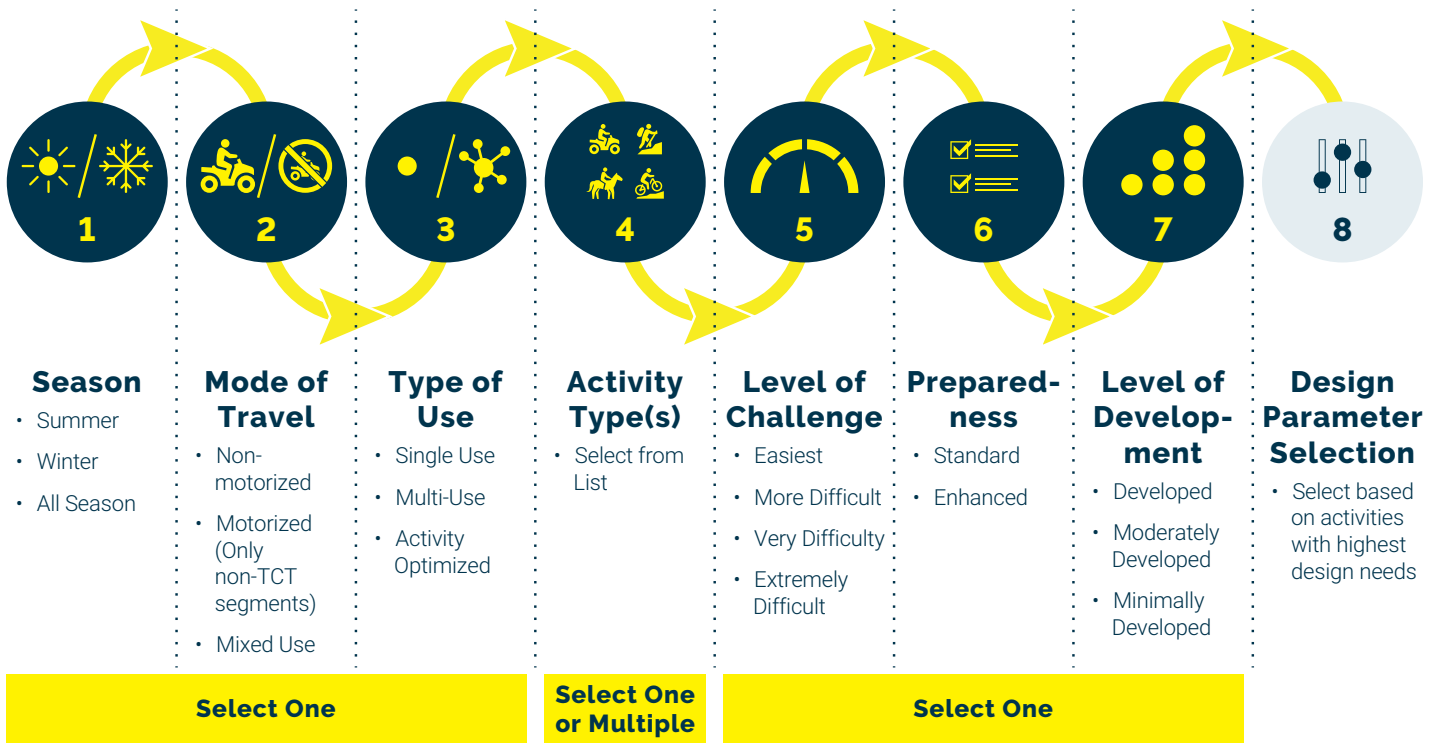 1
2
3
4
5
6
7
8
Season
• Summer
• Winter
• All Season
Mode of
Travel
• Non-
motorized
• Motorized
(Only
non-TCT
segments)
• Mixed Use
Type of
Use
• Single Use
• Multi-Use
• Activity
Optimized
Activity
Type(s)
• Select from
List
Level of
Challenge
• Easiest
• More Difficult
• Very Difficulty
• Extremely
Difficult
Prepared-
ness
• Standard
• Enhanced
Level of
Develop-
ment
• Developed
• Moderately
Developed
• Minimally
Developed
Design
Parameter
Selection
• Select based
on activities
with highest
design needs
Select One
Select One
or Multiple
Select One